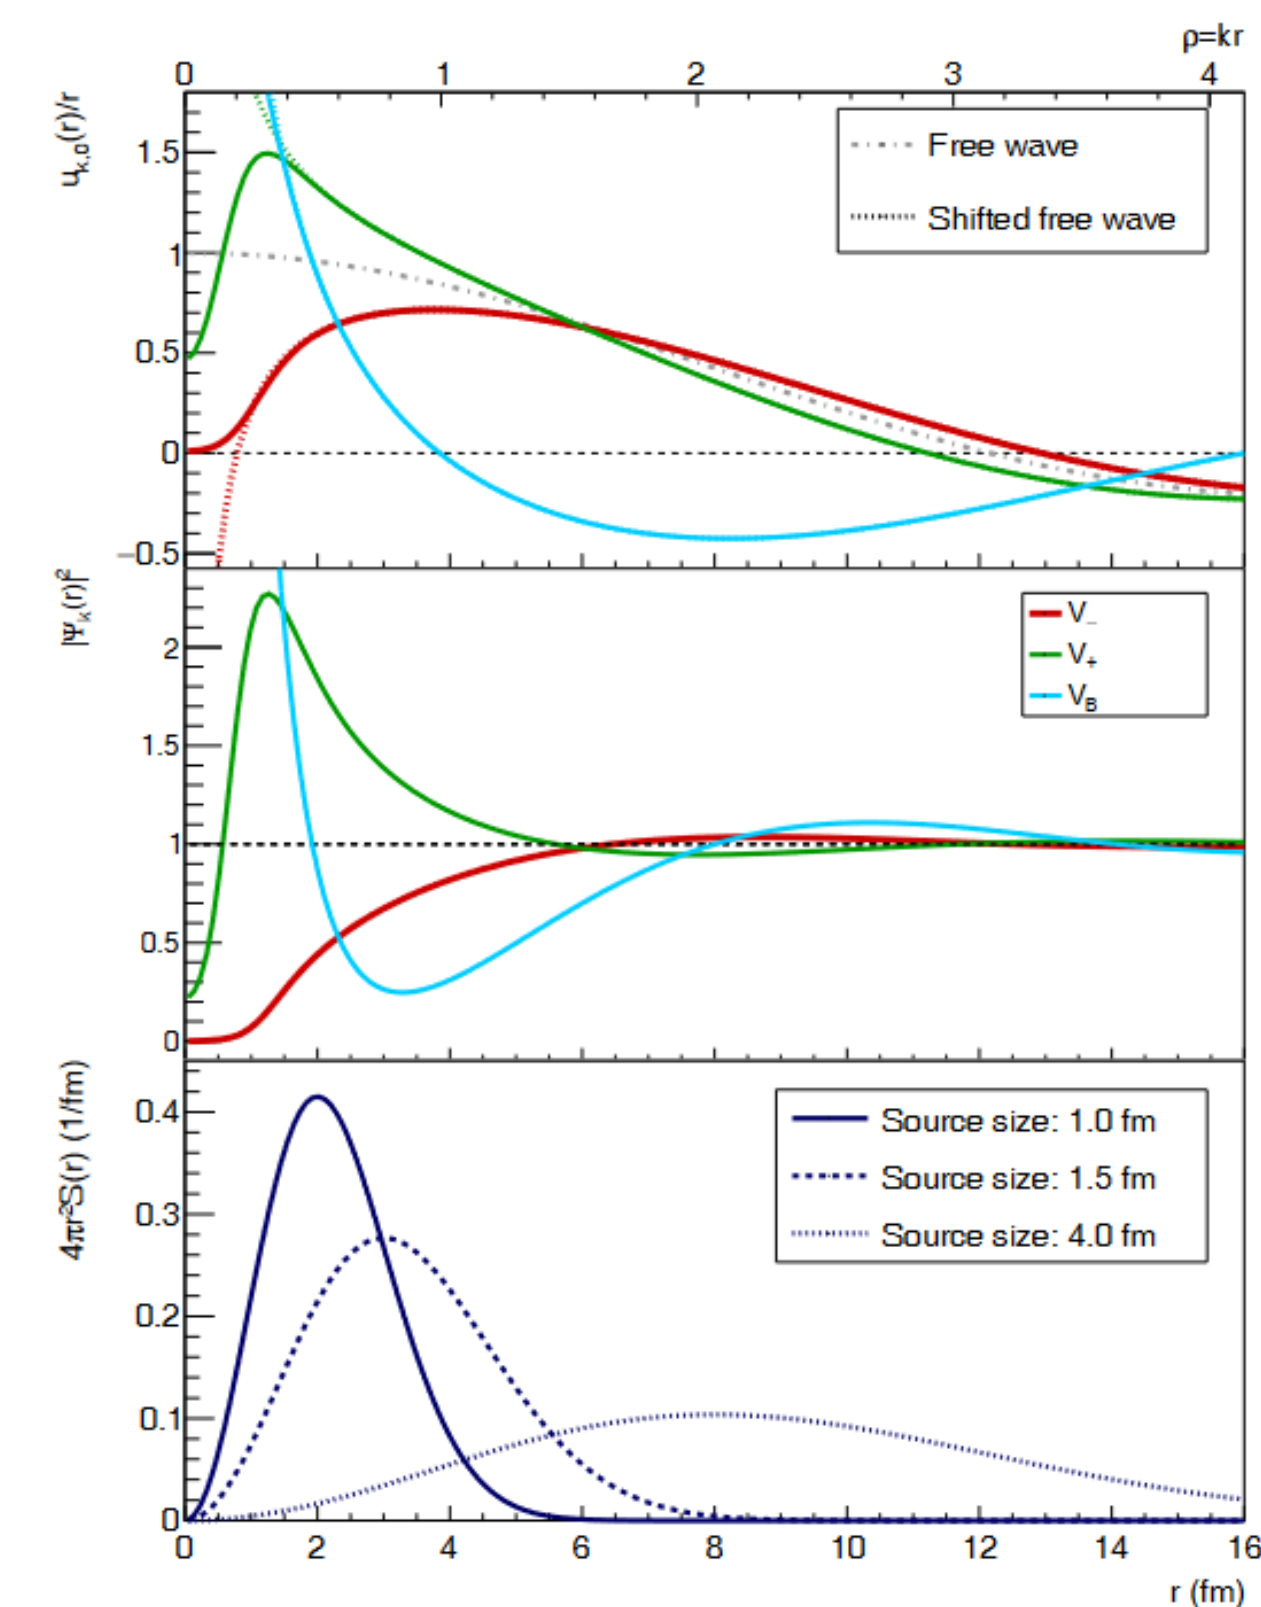 ρ=kr
0 1 2 3 4
u_{k,0}(r)/r
1.5
1
0.5
0
−0.5
Free wave
Shifted free wave
|Ψ_k(r)|²
2
1.5
1
0.5
0
V_−
V_+
V_B
4πr²S(r) (1/fm)
0.4
0.3
0.2
0.1
0
Source size: 1.0 fm
Source size: 1.5 fm
Source size: 4.0 fm
0 2 4 6 8 10 12 14 16
r (fm)